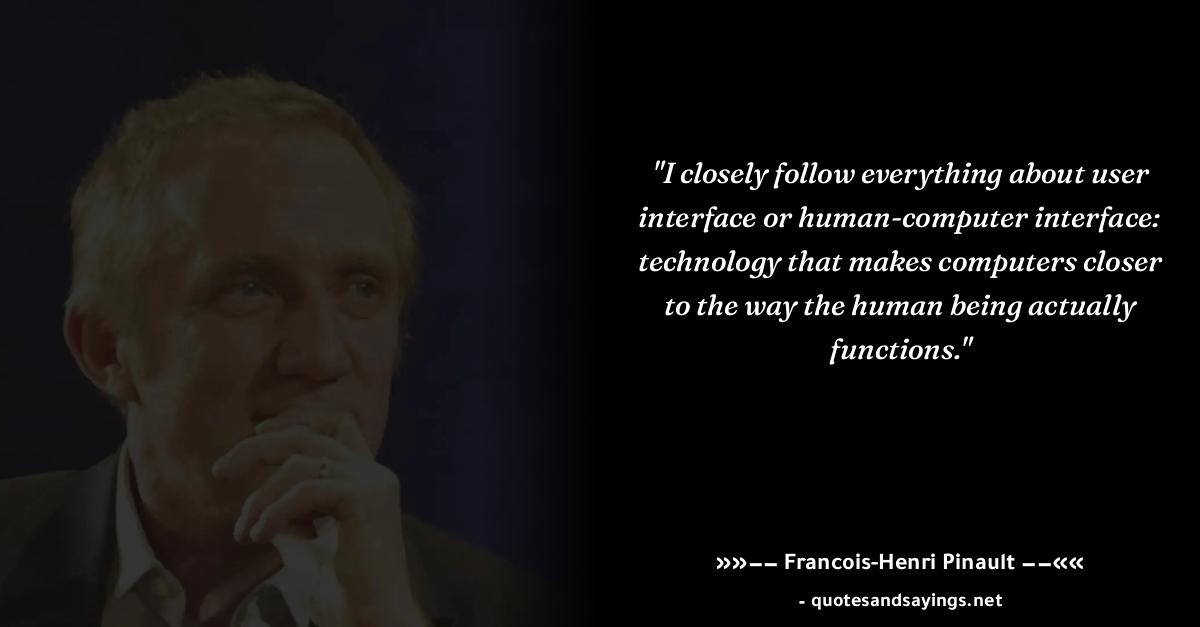 "I closely follow everything about user
interface or human-computer interface:
technology that makes computers closer
to the way the human being actually
functions."
»»−− Francois-Henri Pinault −−««
- quotesandsayings.net